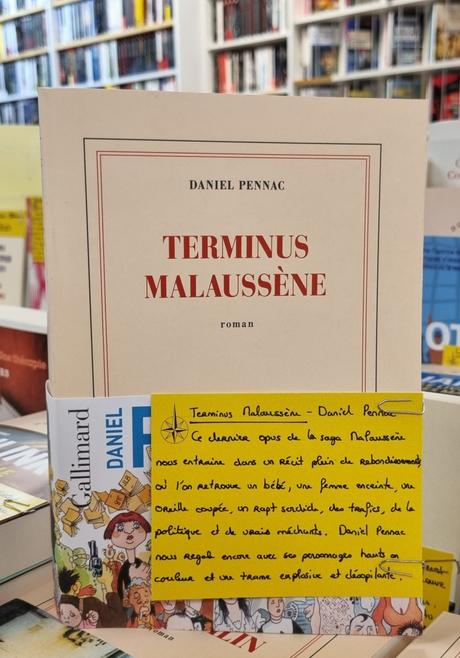 DANIEL PENNAC
TERMINUS
MALAUSSÈNE
roman
Gallimard
DANIEL
Terminus Malaussène - Daniel Pennac
Ce dernier opus de la saga Malaussène
nous entraine dans un récit plein de rebondissements
où l'on retrouve un bébé, une femme enceinte, une
oreille coupée, un rapt sordide, des trafics, de la
politique et de vrais méchants. Daniel Pennac
nous régale encore avec ses personnages hauts en
couleur et une trame explosive et désopilante.
roman